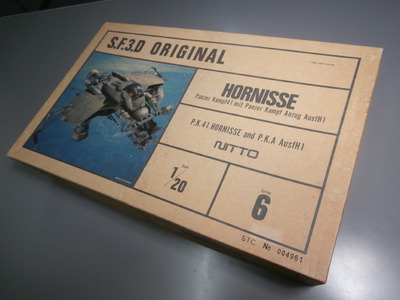 S.F.3.D ORIGINAL
HORNISSE
Panzer Kampf41 mit Panzer Kampf Anzug AusfH1
P.K.41 HORNISSE and P.K.A AusfH1
NITTO
Scale
1/20
Series
6
STC. № 004961